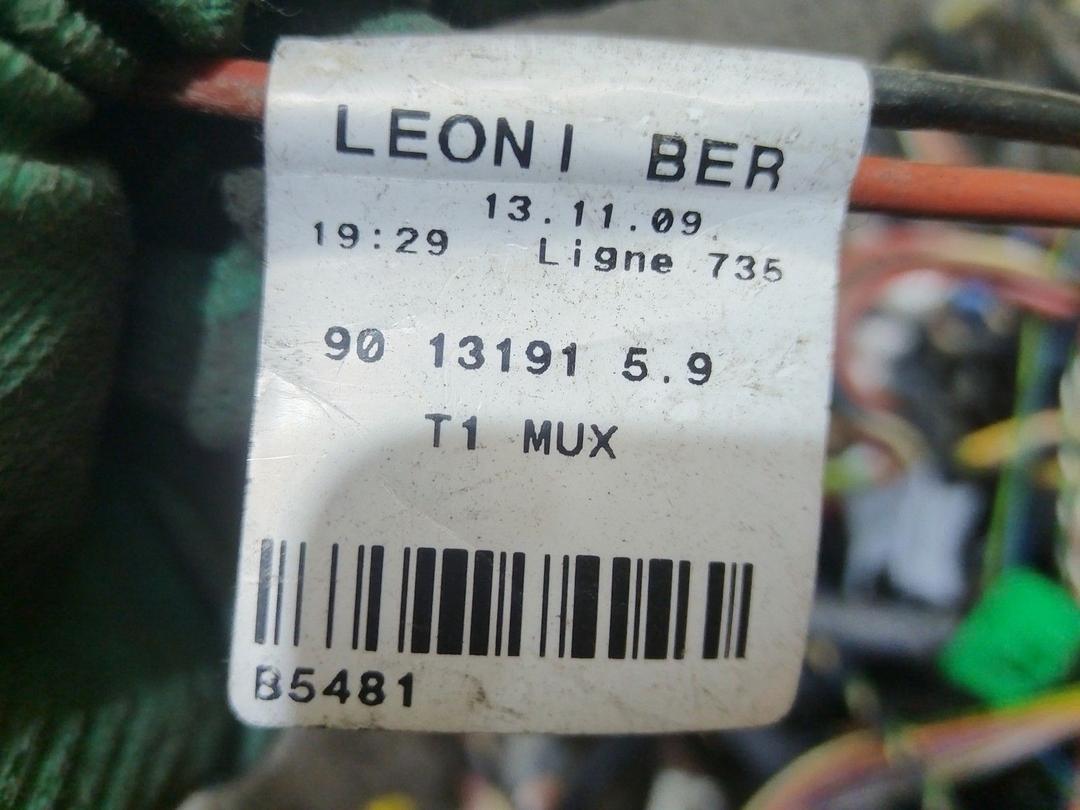 LEONI BER
13.11.09
19:29 Ligne 735
90 13191 5.9
T1 MUX
B5481